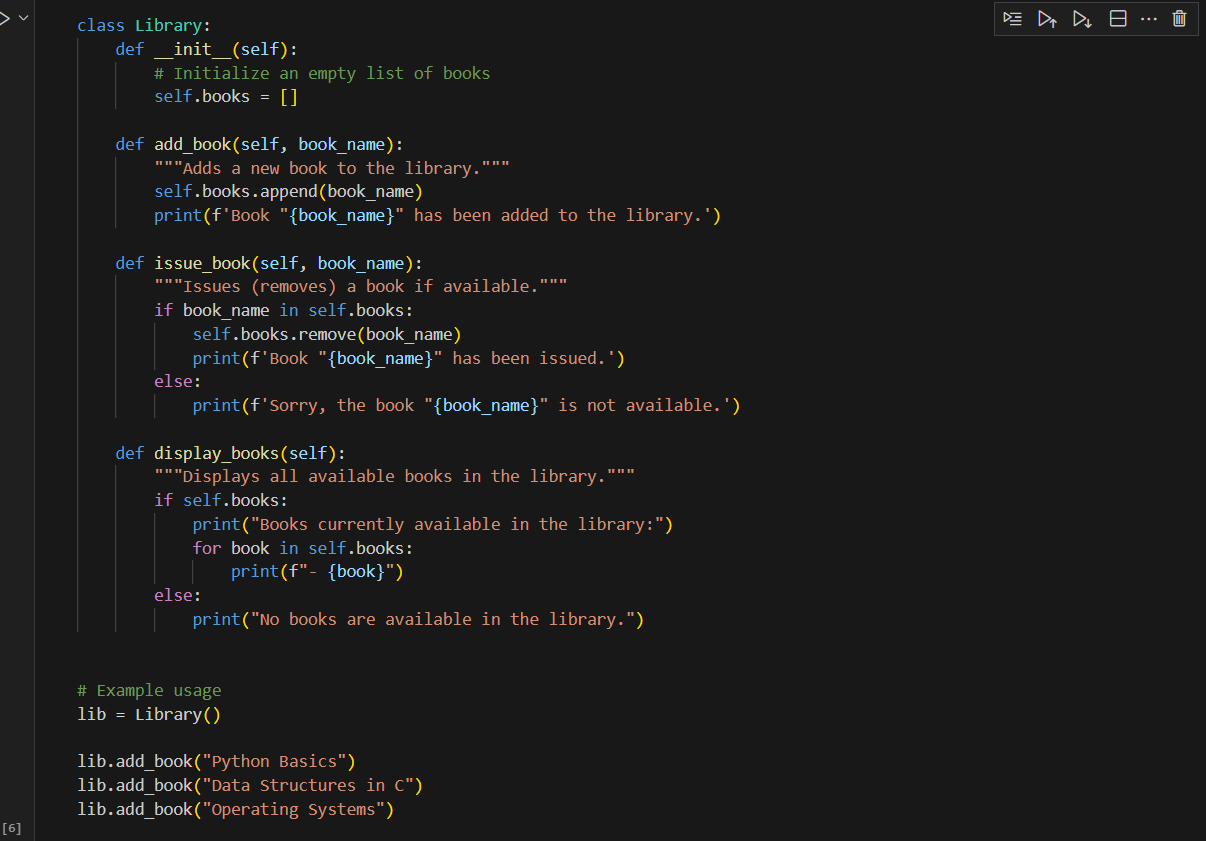 class Library:
    def __init__(self):
        # Initialize an empty list of books
        self.books = []

    def add_book(self, book_name):
        """Adds a new book to the library."""
        self.books.append(book_name)
        print(f'Book "{book_name}" has been added to the library.')

    def issue_book(self, book_name):
        """Issues (removes) a book if available."""
        if book_name in self.books:
            self.books.remove(book_name)
            print(f'Book "{book_name}" has been issued.')
        else:
            print(f'Sorry, the book "{book_name}" is not available.')

    def display_books(self):
        """Displays all available books in the library."""
        if self.books:
            print("Books currently available in the library:")
            for book in self.books:
                print(f"- {book}")
        else:
            print("No books are available in the library.")


# Example usage
lib = Library()

lib.add_book("Python Basics")
lib.add_book("Data Structures in C")
lib.add_book("Operating Systems")
[6]